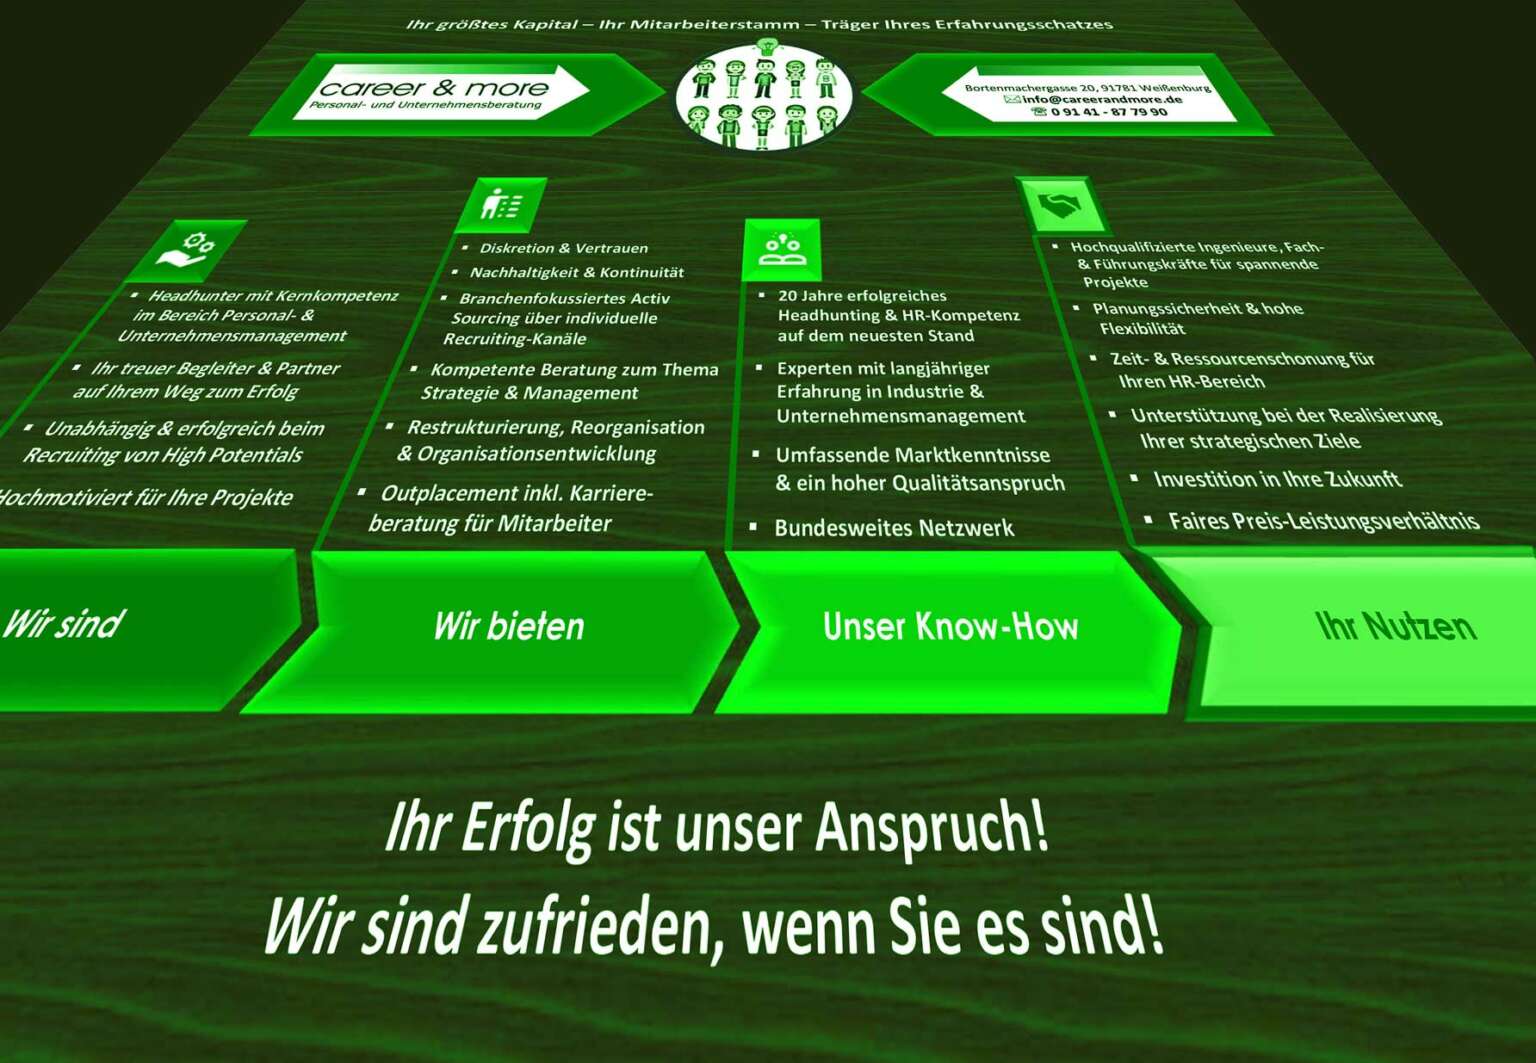 Ihr größtes Kapital – Ihr Mitarbeiterstamm – Träger Ihres Erfahrungsschatzes
career & more
Personal- und Unternehmensberatung
Bortenmachergasse 20, 91781 Weißenburg
info@careerandmore.de
0 91 41 - 87 79 90
▪ Headhunter mit Kernkompetenz
im Bereich Personal- &
Unternehmensmanagement
▪ Ihr treuer Begleiter & Partner
auf Ihrem Weg zum Erfolg
▪ Unabhängig & erfolgreich beim
Recruiting von High Potentials
Hochmotiviert für Ihre Projekte
Wir sind
▪ Diskretion & Vertrauen
▪ Nachhaltigkeit & Kontinuität
▪ Branchenfokussiertes Activ
Sourcing über individuelle
Recruiting-Kanäle
▪ Kompetente Beratung zum Thema
Strategie & Management
▪ Restrukturierung, Reorganisation
& Organisationsentwicklung
▪ Outplacement inkl. Karriere-
beratung für Mitarbeiter
Wir bieten
▪ 20 Jahre erfolgreiches
Headhunting & HR-Kompetenz
auf dem neuesten Stand
▪ Experten mit langjähriger
Erfahrung in Industrie &
Unternehmensmanagement
▪ Umfassende Marktkenntnisse
& ein hoher Qualitätsanspruch
▪ Bundesweites Netzwerk
Unser Know-How
▪ Hochqualifizierte Ingenieure, Fach-
& Führungskräfte für spannende
Projekte
▪ Planungssicherheit & hohe
Flexibilität
▪ Zeit- & Ressourcenschonung für
Ihren HR-Bereich
▪ Unterstützung bei der Realisierung
Ihrer strategischen Ziele
▪ Investition in Ihre Zukunft
▪ Faires Preis-Leistungsverhältnis
Ihr Nutzen
Ihr Erfolg ist unser Anspruch!
Wir sind zufrieden, wenn Sie es sind!